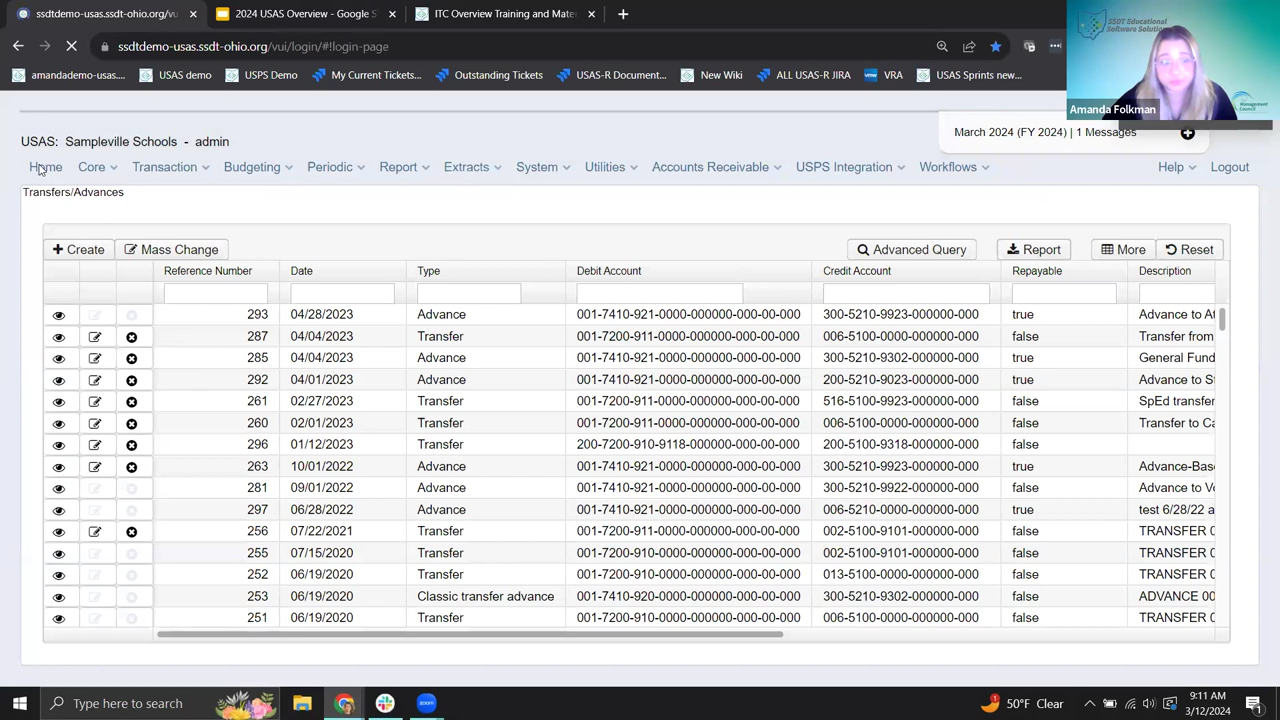 ssdtdemo-usas.ssdt-ohio.org/vu
2024 USAS Overview - Google S
ITC Overview Training and Mate
ssdtdemo-usas.ssdt-ohio.org/vui/login/#!login-page
amandademo-usas....
USAS demo
USPS Demo
My Current Tickets...
Outstanding Tickets
USAS-R Document...
New Wiki
ALL USAS-R JIRA
VRA
USAS Sprints new...
SSDT Educational
Software Solutions
Amanda Folkman
Management
Council
USAS: Sampleville Schools - admin
March 2024 (FY 2024) | 1 Messages
Home Core Transaction Budgeting Periodic Report Extracts System Utilities Accounts Receivable USPS Integration Workflows Help Logout
Transfers/Advances
Create Mass Change Advanced Query Report More Reset
Reference Number Date Type Debit Account Credit Account Repayable Description
293 04/28/2023 Advance 001-7410-921-0000-000000-000-00-000 300-5210-9923-000000-000 true Advance to At
287 04/04/2023 Transfer 001-7200-911-0000-000000-000-00-000 006-5100-0000-000000-000 false Transfer from
285 04/04/2023 Advance 001-7410-921-0000-000000-000-00-000 300-5210-9302-000000-000 true General Fund
292 04/01/2023 Advance 001-7410-921-0000-000000-000-00-000 200-5210-9023-000000-000 true Advance to S
261 02/27/2023 Transfer 001-7200-911-0000-000000-000-00-000 516-5100-9923-000000-000 false SpEd transfer
260 02/01/2023 Transfer 001-7200-911-0000-000000-000-00-000 006-5100-0000-000000-000 false Transfer to Ca
296 01/12/2023 Transfer 200-7200-910-9118-000000-000-00-000 200-5100-9318-000000-000 false
263 10/01/2022 Advance 001-7410-921-0000-000000-000-00-000 300-5210-9923-000000-000 true Advance-Bas
281 09/01/2022 Advance 001-7410-921-0000-000000-000-00-000 300-5210-9922-000000-000 false Advance to V
297 06/28/2022 Advance 001-7410-921-0000-000000-000-00-000 006-5210-0000-000000-000 true test 6/28/22 a
256 07/22/2021 Transfer 001-7200-911-0000-000000-000-00-000 002-5100-9101-000000-000 false TRANSFER 0
255 07/15/2020 Transfer 001-7200-910-0000-000000-000-00-000 002-5100-9101-000000-000 false TRANSFER 0
252 06/19/2020 Transfer 001-7200-910-0000-000000-000-00-000 013-5100-0000-000000-000 false TRANSFER 0
253 06/19/2020 Classic transfer advance 001-7410-920-0000-000000-000-00-000 300-5210-9302-000000-000 false ADVANCE 00
251 06/19/2020 Transfer 001-7200-910-0000-000000-000-00-000 006-5100-0000-000000-000 false TRANSFER 0
Type here to search
zoom
1
50°F Clear
9:11 AM
3/12/2024
1